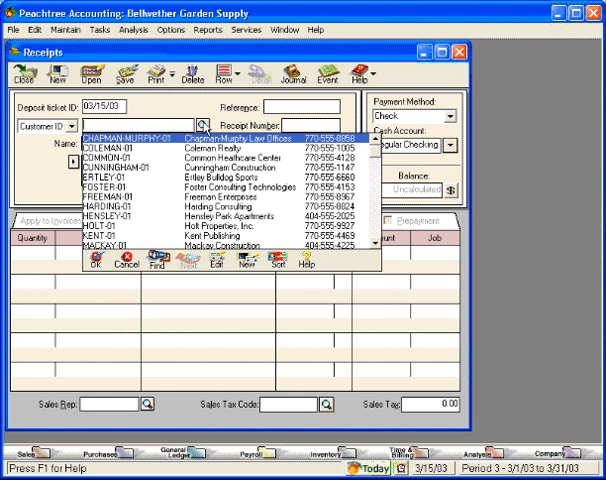 Peachtree Accounting: Bellwether Garden Supply
File Edit Lists Maintain Tasks Analysis Options Reports Services Window Help
Receipts
Close New Open Save Print Delete Row Detail Journal Event Help
Deposit ticket ID: 03/15/03 Reference: Payment Method:
Check
Customer ID: Receipt Number: Cash Account:
Name: Regular Checking
CHAPMAN-MURPHY-01 Chapman-Murphy Law Offices 770-555-8858
COLEMAN-01 Coleman Realty 770-555-1005
COMMON-01 Common Heathcare Center 770-555-4128
CUNNINGHAM-01 Cunningham Construction 770-555-1147
ERTLEY-01 Ertley Bulldog Sports 770-555-6660
FOSTER-01 Foster Consulting Technologies 770-555-4153
FREEMAN-01 Freeman Enterprises 770-555-8967
HARDING-01 Harding Consulting 770-555-8824
HENSLEY-01 Hensley Park Apartments 404-555-2025
HOLT-01 Holt Properties, Inc. 770-555-9927
KENT-01 Kent Publishing 770-555-4469
MACKAY-01 Mackay Construction 404-555-4225
Balance:
Uncalculated
Apply to Invoices Prepayment
Quantity Job
OK Cancel Find Next Edit New Sort Help
Sales Rep: Sales Tax Code: Sales Tax: 0.00
Sales Purchases General Ledger Payroll Inventory Time & Billing Analysis Company
Press F1 for Help Today 3/15/03 Period 3 - 3/1/03 to 3/31/03